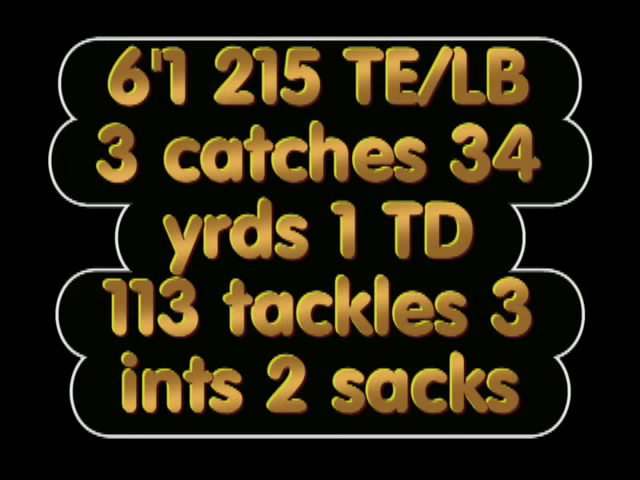 6'1 215 TE/LB
3 catches 34
yrds 1 TD
113 tackles 3
ints 2 sacks